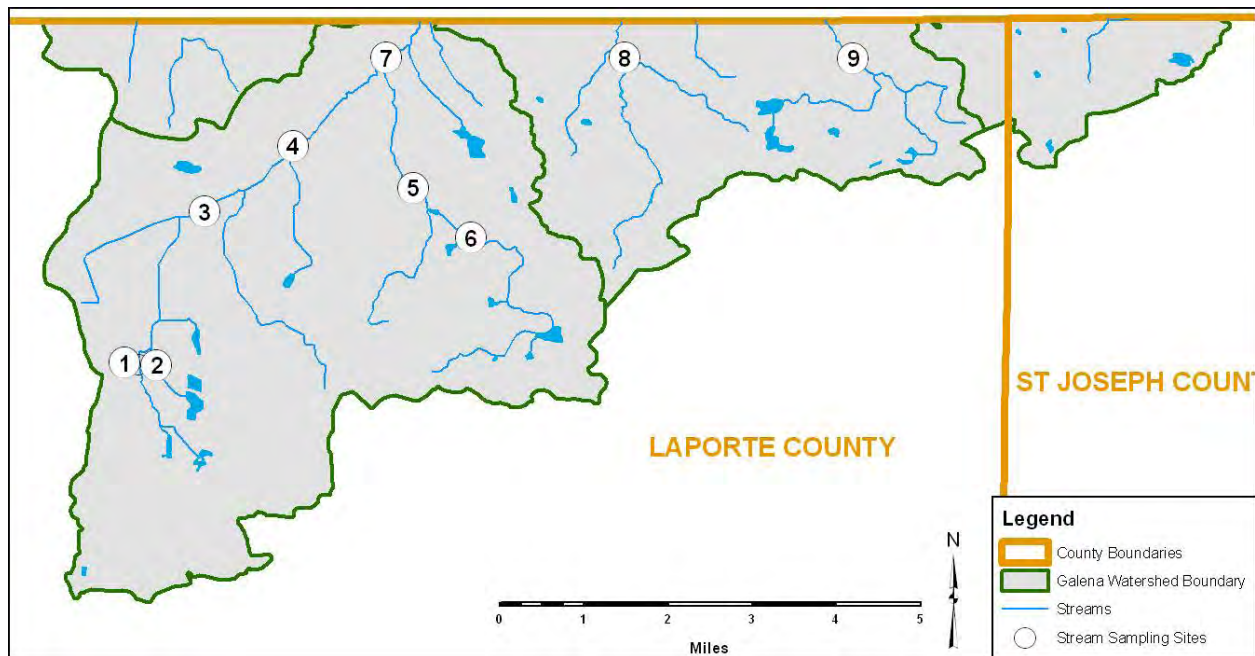 7
8
9
4
5
3
6
1
2
ST JOSEPH COUNT
LAPORTE COUNTY
N
0 1 2 3 4 5
Miles
Legend
County Boundaries
Galena Watershed Boundary
Streams
Stream Sampling Sites